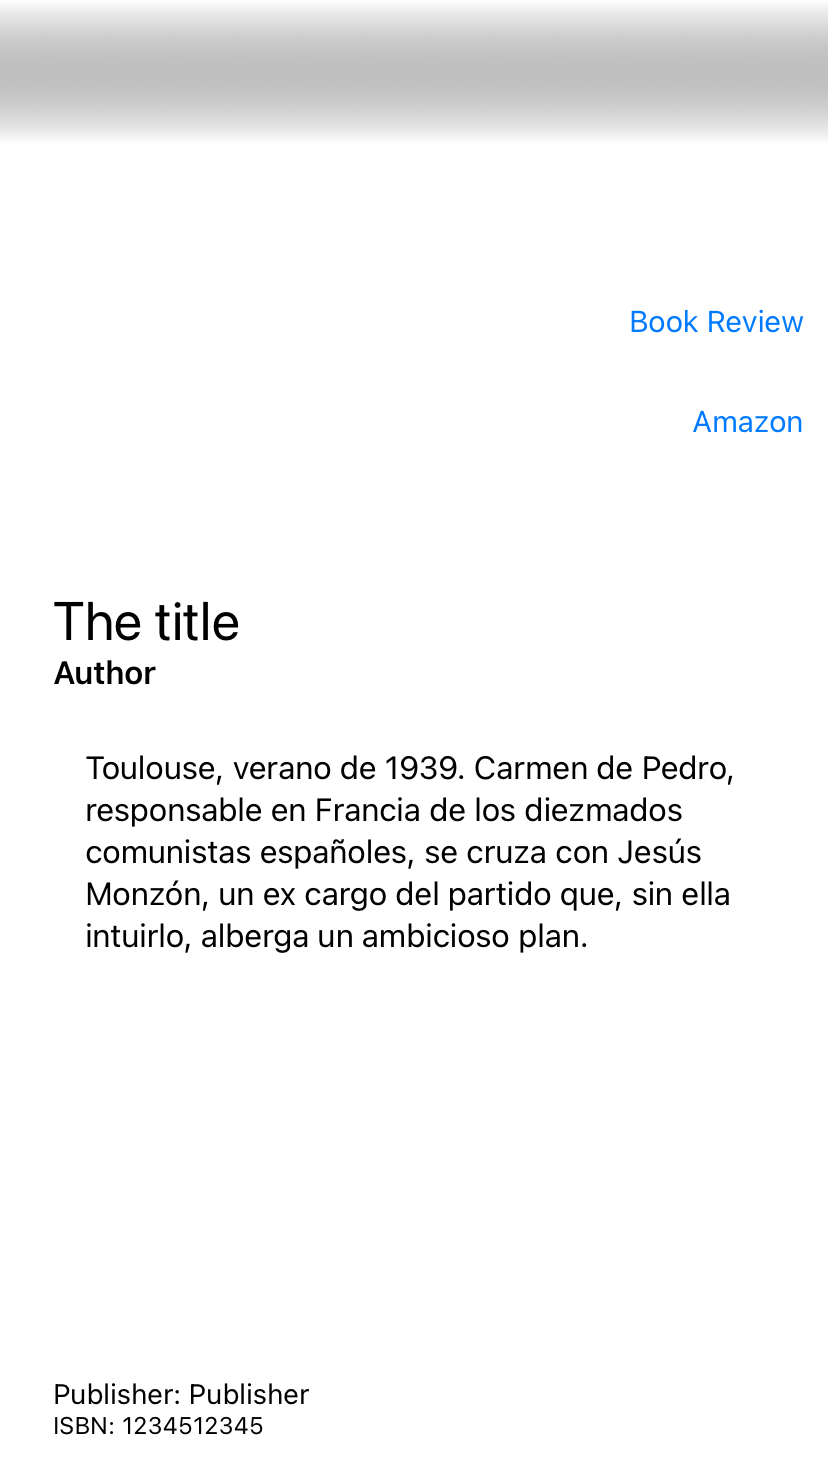 Book Review
Amazon
The title
Author
Toulouse, verano de 1939. Carmen de Pedro,
responsable en Francia de los diezmados
comunistas españoles, se cruza con Jesús
Monzón, un ex cargo del partido que, sin ella
intuirlo, alberga un ambicioso plan.
Publisher: Publisher
ISBN: 1234512345